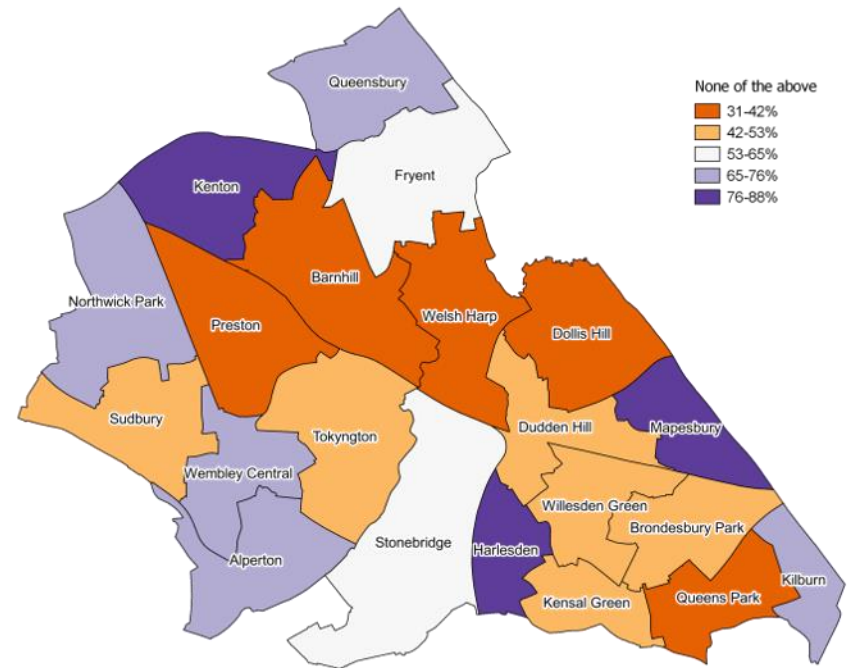 Queensbury
None of the above
31-42%
42-53%
53-65%
65-76%
76-88%
Fryent
Kenton
Barnhill
Northwick Park
Welsh Harp
Preston
Dollis Hill
Sudbury
Tokyngton
Dudden Hill
Mapesbury
Wembley Central
Willesden Green
Brondesbury Park
Stonebridge
Harlesden
Alperton
Kilburn
Kensal Green
Queens Park